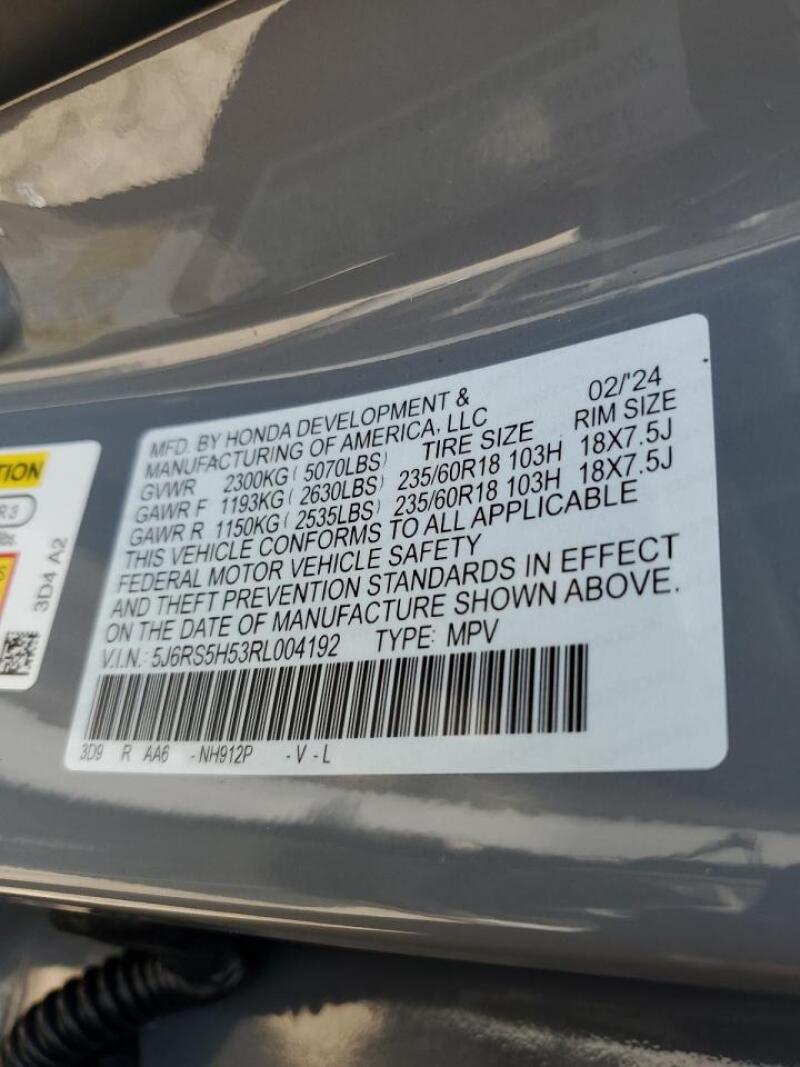 MFD. BY HONDA DEVELOPMENT & 02/'24
MANUFACTURING OF AMERICA, LLC
TIRE SIZE RIM SIZE
GVWR 2300KG ( 5070LBS)
GAWR F 1193KG ( 2630LBS) 235/60R18 103H 18X7.5J
GAWR R 1150KG ( 2535LBS) 235/60R18 103H 18X7.5J
THIS VEHICLE CONFORMS TO ALL APPLICABLE
FEDERAL MOTOR VEHICLE SAFETY
AND THEFT PREVENTION STANDARDS IN EFFECT
ON THE DATE OF MANUFACTURE SHOWN ABOVE.
V.I.N.: 5J6RS5H53RL004192 TYPE: MPV
3D9 R AA6 -NH912P -V -L
3D4 A2